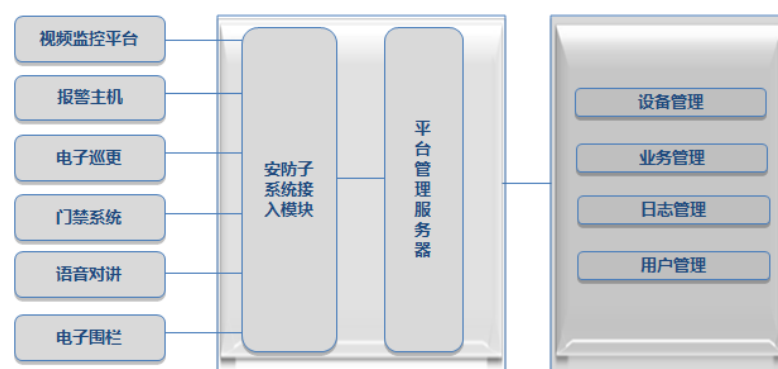 视频监控平台
报警主机
电子巡更
门禁系统
语音对讲
电子围栏
安防子
系统接
入模块
平
台
管
理
服
务
器
设备管理
业务管理
日志管理
用户管理